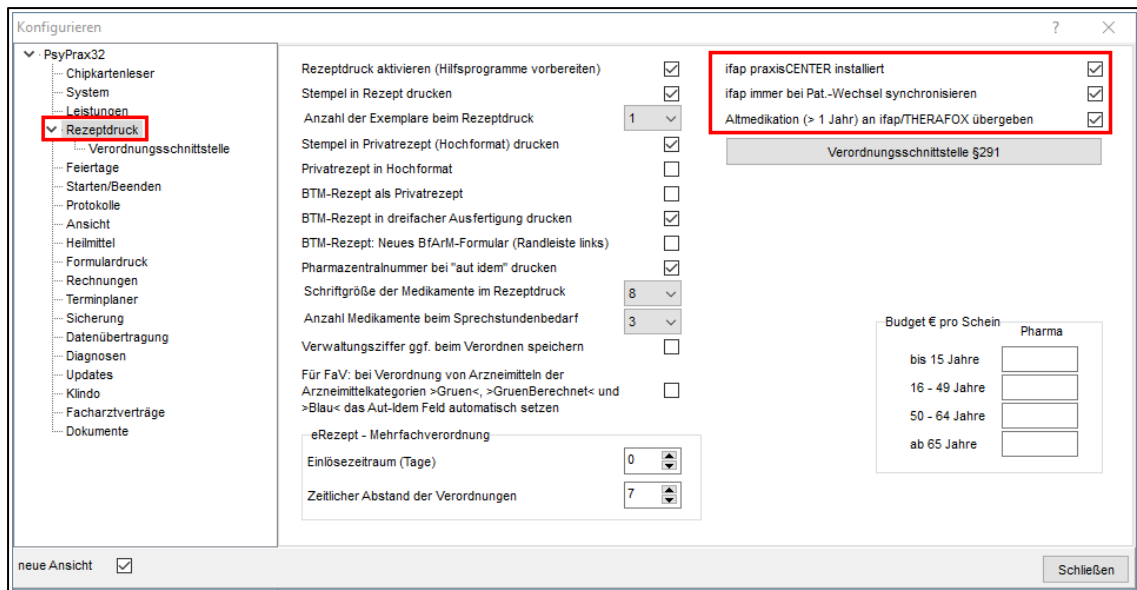 Konfigurieren
?
PsyPrax32
Chipkartenleser
System
Leistungen
Rezeptdruck
Verordnungsschnittstelle
Feiertage
Starten/Beenden
Protokolle
Ansicht
Heilmittel
Formulardruck
Rechnungen
Terminplaner
Sicherung
Datenübertragung
Diagnosen
Updates
Klindo
Facharztverträge
Dokumente
Rezeptdruck aktivieren (Hilfsprogramme vorbereiten)
Stempel in Rezept drucken
Anzahl der Exemplare beim Rezeptdruck 1
Stempel in Privatrezept (Hochformat) drucken
Privatrezept in Hochformat
BTM-Rezept als Privatrezept
BTM-Rezept in dreifacher Ausfertigung drucken
BTM-Rezept: Neues BfArM-Formular (Randleiste links)
Pharmazentralnummer bei "aut idem" drucken
Schriftgröße der Medikamente im Rezeptdruck 8
Anzahl Medikamente beim Sprechstundenbedarf 3
Verwaltungsziffer ggf. beim Verordnen speichern
Für FaV: bei Verordnung von Arzneimitteln der
Arzneimittelkategorien >Gruen<, >GruenBerechnet< und
>Blau< das Aut-Idem Feld automatisch setzen
eRezept - Mehrfachverordnung
Einlösezeitraum (Tage) 0
Zeitlicher Abstand der Verordnungen 7
ifap praxisCENTER installiert
ifap immer bei Pat.-Wechsel synchronisieren
Altmedikation (> 1 Jahr) an ifap/THERAFOX übergeben
Verordnungsschnittstelle §291
Budget € pro Schein
Pharma
bis 15 Jahre
16 - 49 Jahre
50 - 64 Jahre
ab 65 Jahre
neue Ansicht
Schließen